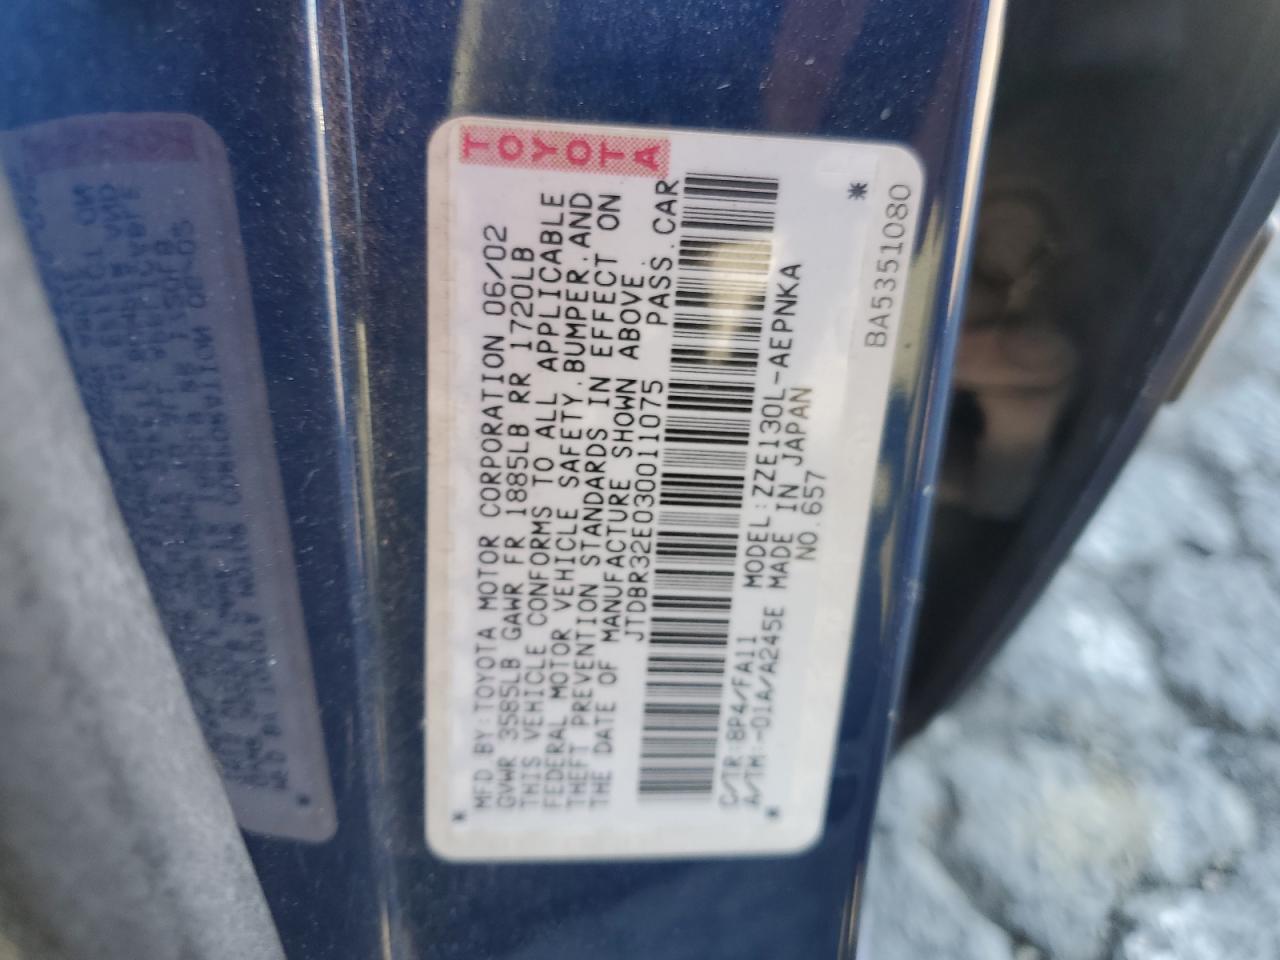 TOYOTA
MFD BY:TOYOTA MOTOR CORPORATION 06/02
GVWR 3585LB GAWR FR 1885LB RR 1720LB
THIS VEHICLE CONFORMS TO ALL APPLICABLE
FEDERAL MOTOR VEHICLE SAFETY,BUMPER,AND
THEFT PREVENTION STANDARDS IN EFFECT ON
THE DATE OF MANUFACTURE SHOWN ABOVE.
JTDBR32E030011075 PASS.CAR
C/TR:8P4/FA11 MODEL:ZZE130L-AEPNKA
A/TM:-01A/A245E MADE IN JAPAN
NO.657
BA5351080